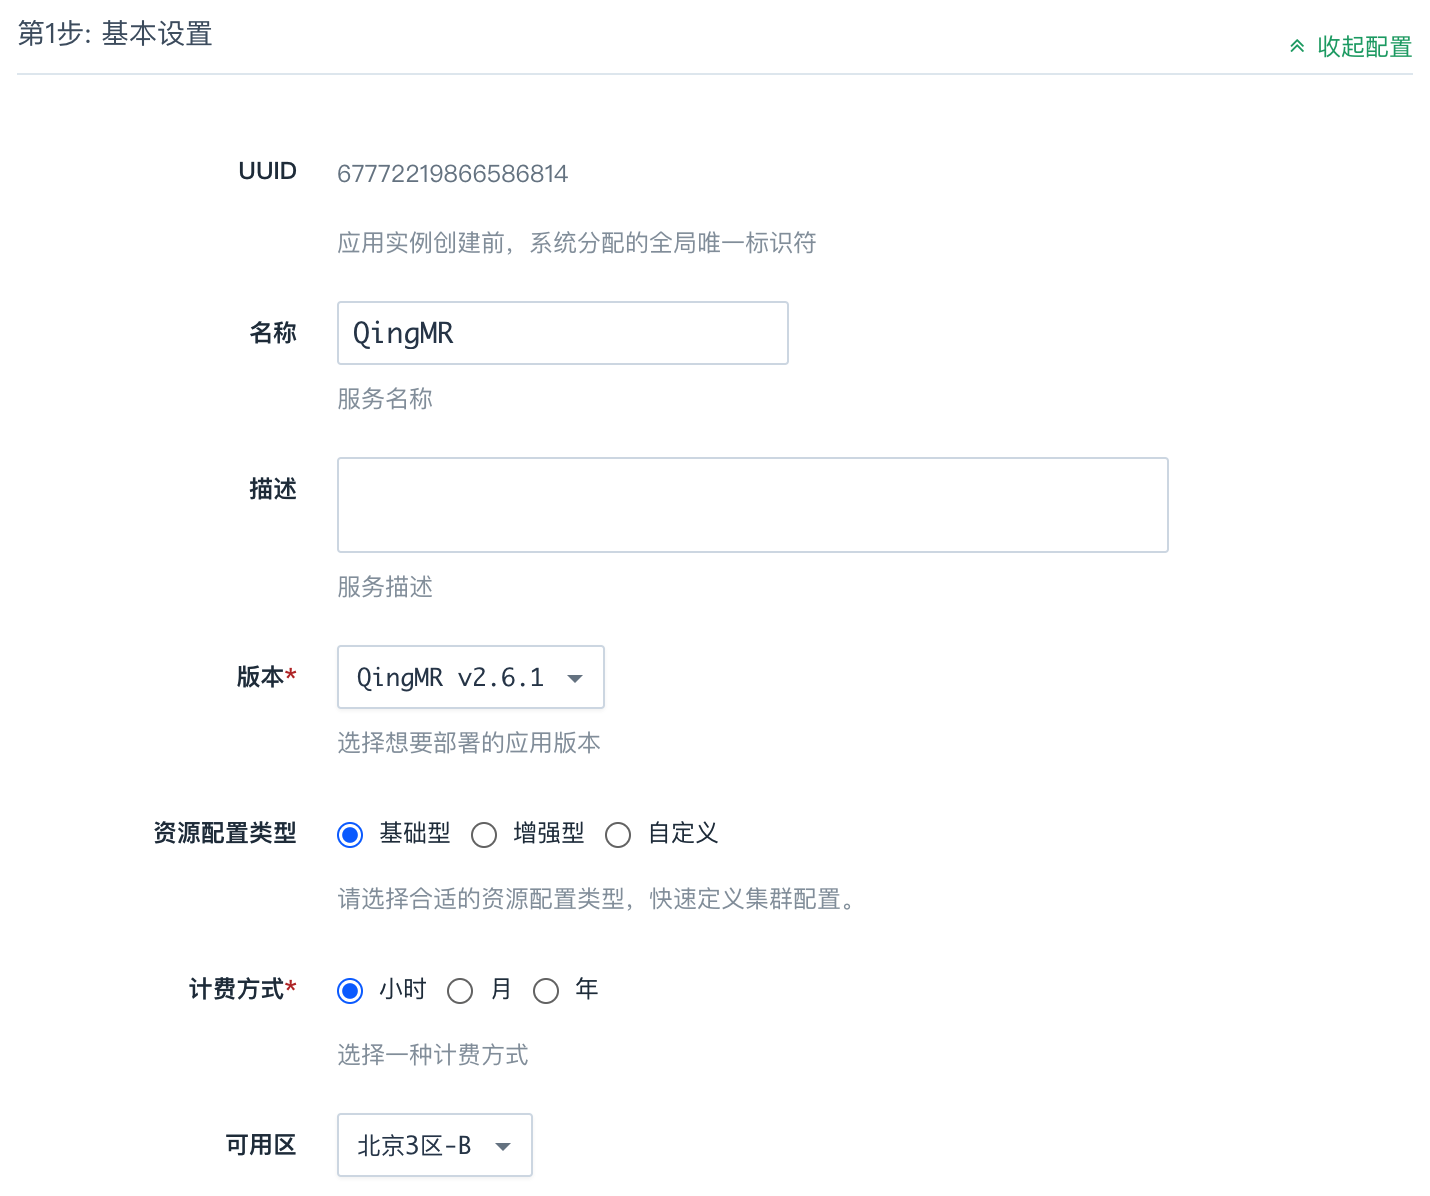 第1步: 基本设置
收起配置
UUID 67772219866586814
应用实例创建前，系统分配的全局唯一标识符
名称 QingMR
服务名称
描述
服务描述
版本* QingMR v2.6.1
选择想要部署的应用版本
资源配置类型 基础型 增强型 自定义
请选择合适的资源配置类型，快速定义集群配置。
计费方式* 小时 月 年
选择一种计费方式
可用区 北京3区-B